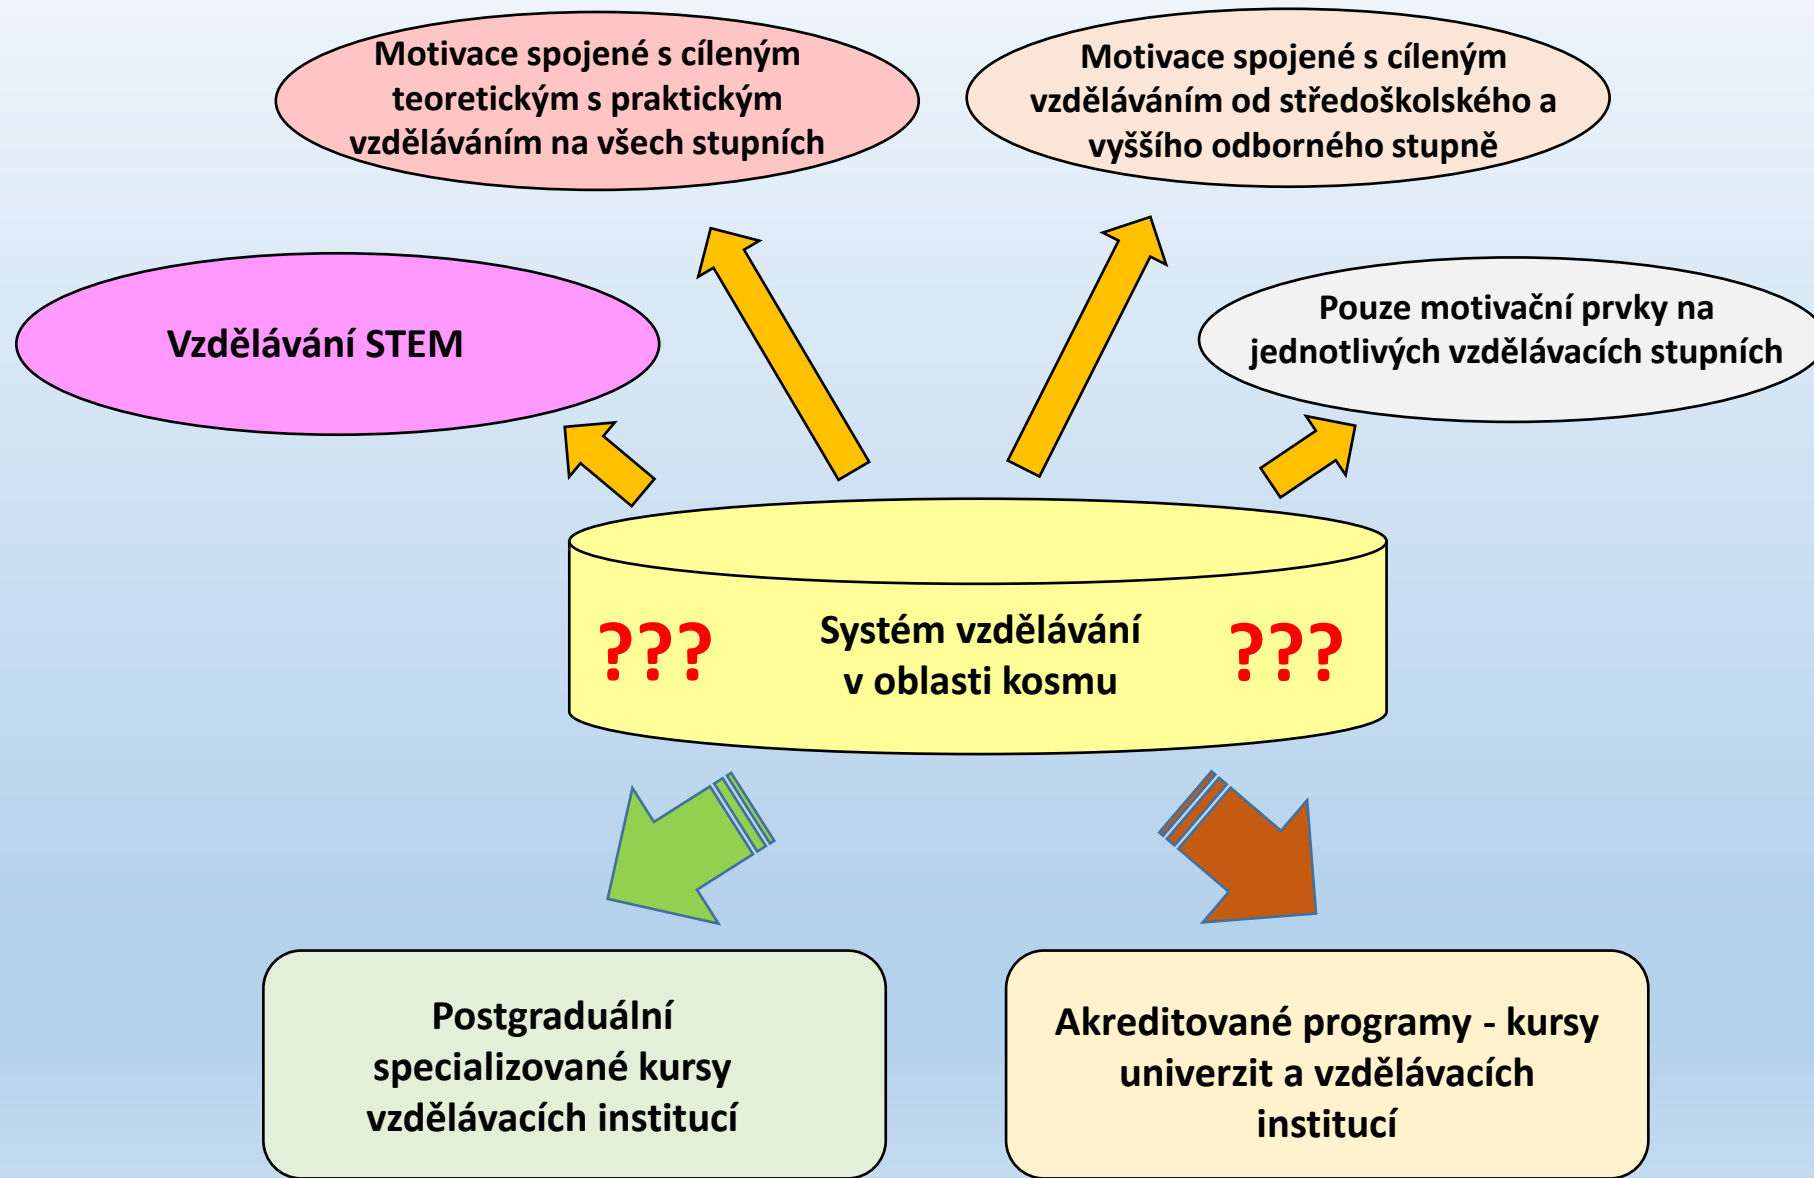 Motivace spojené s cíleným
teoretickým s praktickým
vzděláváním na všech stupních
Motivace spojené s cíleným
vzděláváním od středoškolského a
vyššího odborného stupně
Vzdělávání STEM
Pouze motivační prvky na
jednotlivých vzdělávacích stupních
???
Systém vzdělávání
v oblasti kosmu
???
Postgraduální
specializované kursy
vzdělávacích institucí
Akreditované programy - kursy
univerzit a vzdělávacích
institucí